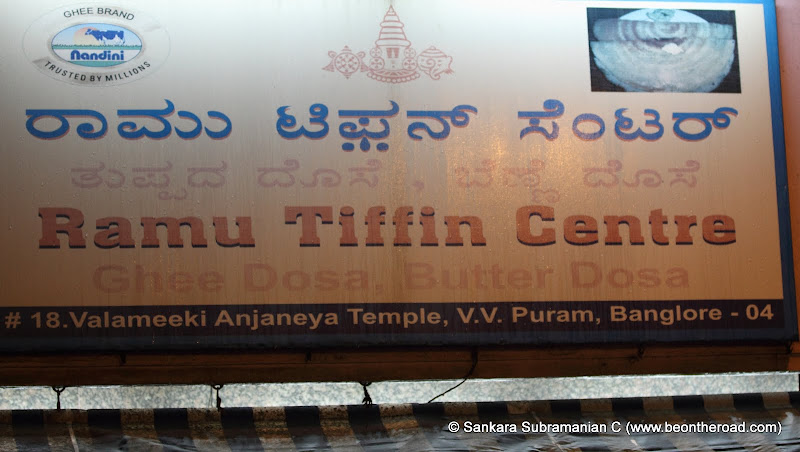 GHEE BRAND
Nandini
TRUSTED BY MILLIONS
ರಾಮು ಟಿಫ಼ಿನ್ ಸೆಂಟರ್
ತುಪ್ಪದ ದೊಸೆ , ಬೆಣ್ಣೆ ದೊಸೆ
Ramu Tiffin Centre
Ghee Dosa, Butter Dosa
# 18.Valameeki Anjaneya Temple, V.V. Puram, Banglore - 04
© Sankara Subramanian C (www.beontheroad.com)